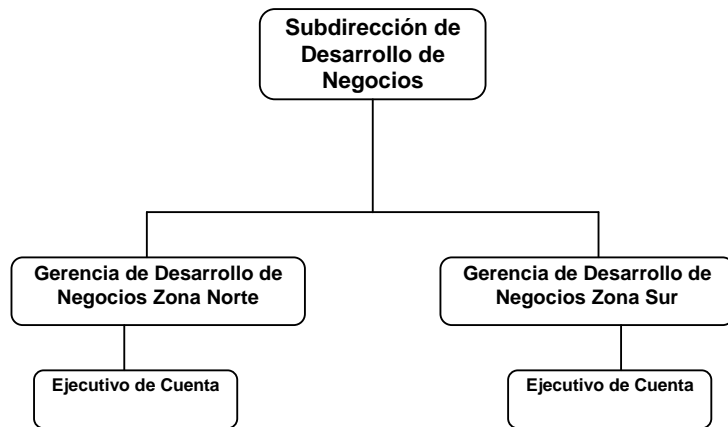 Subdirección de
Desarrollo de
Negocios
Gerencia de Desarrollo de
Negocios Zona Norte
Gerencia de Desarrollo de
Negocios Zona Sur
Ejecutivo de Cuenta
Ejecutivo de Cuenta